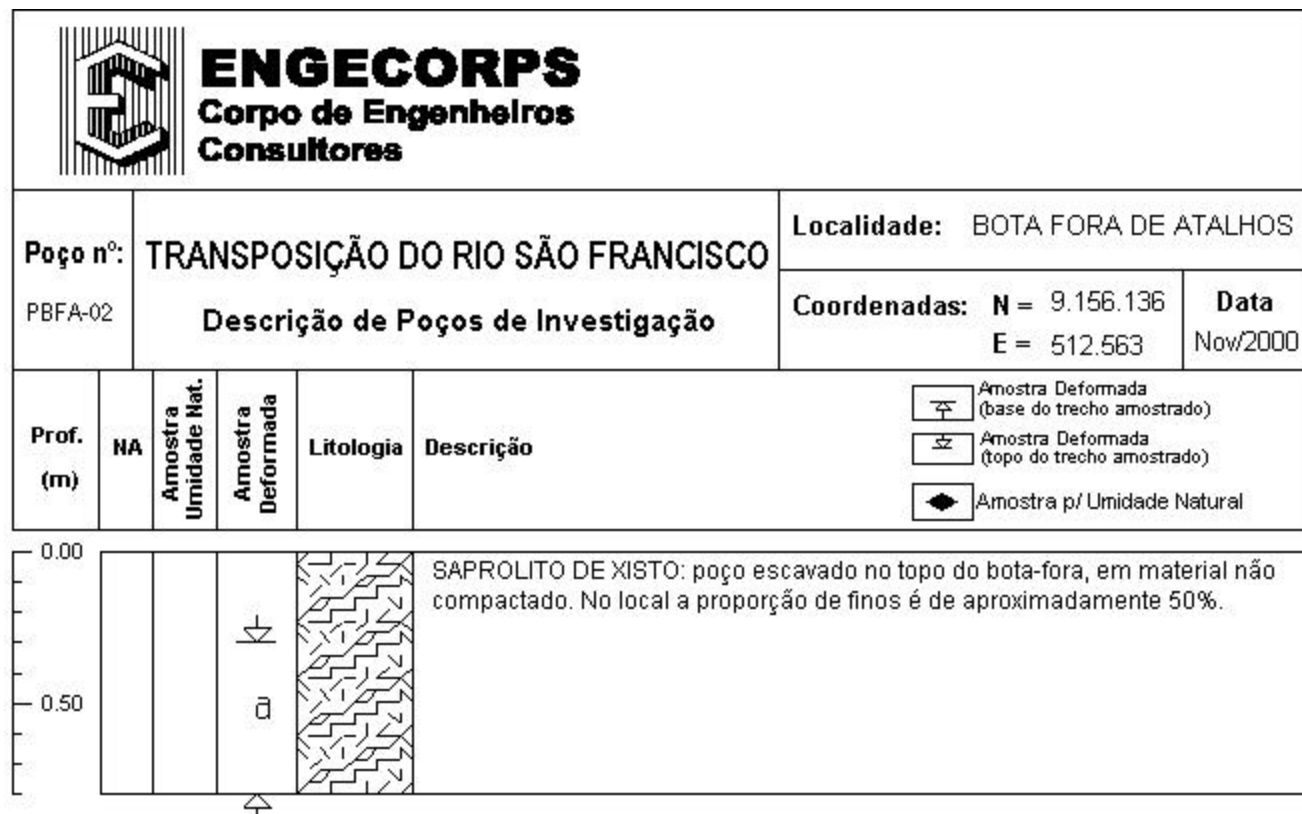 ENGECORPS
Corpo de Engenheiros
Consultores
Poço nº:
PBFA-02
TRANSPOSIÇÃO DO RIO SÃO FRANCISCO
Descrição de Poços de Investigação
Localidade: BOTA FORA DE ATALHOS
Coordenadas: N = 9.156.136
E = 512.563
Data
Nov/2000
Prof.
(m)
NA
Amostra
Umidade Nat.
Amostra
Deformada
Litologia
Descrição
Amostra Deformada
(base do trecho amostrado)
Amostra Deformada
(topo do trecho amostrado)
Amostra p/ Umidade Natural
0.00
SAPROLITO DE XISTO: poço escavado no topo do bota-fora, em material não
compactado. No local a proporção de finos é de aproximadamente 50%.
0.50
a